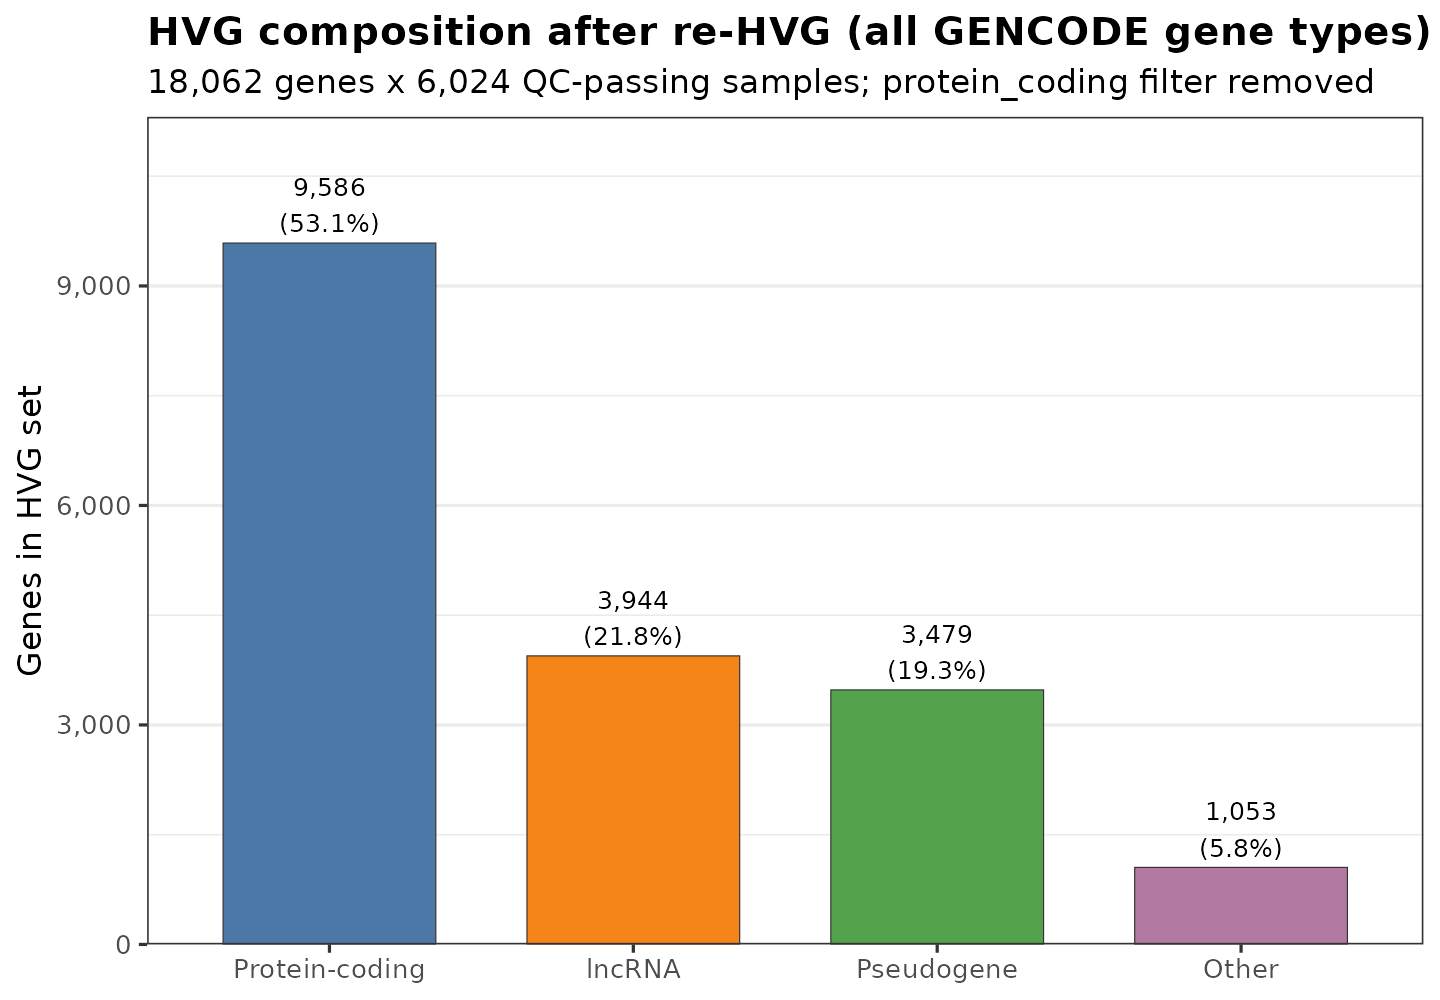 HVG composition after re-HVG (all GENCODE gene types)
18,062 genes x 6,024 QC-passing samples; protein_coding filter removed
Genes in HVG set
9,000
6,000
3,000
0
9,586
(53.1%)
3,944
(21.8%)
3,479
(19.3%)
1,053
(5.8%)
Protein-coding
lncRNA
Pseudogene
Other